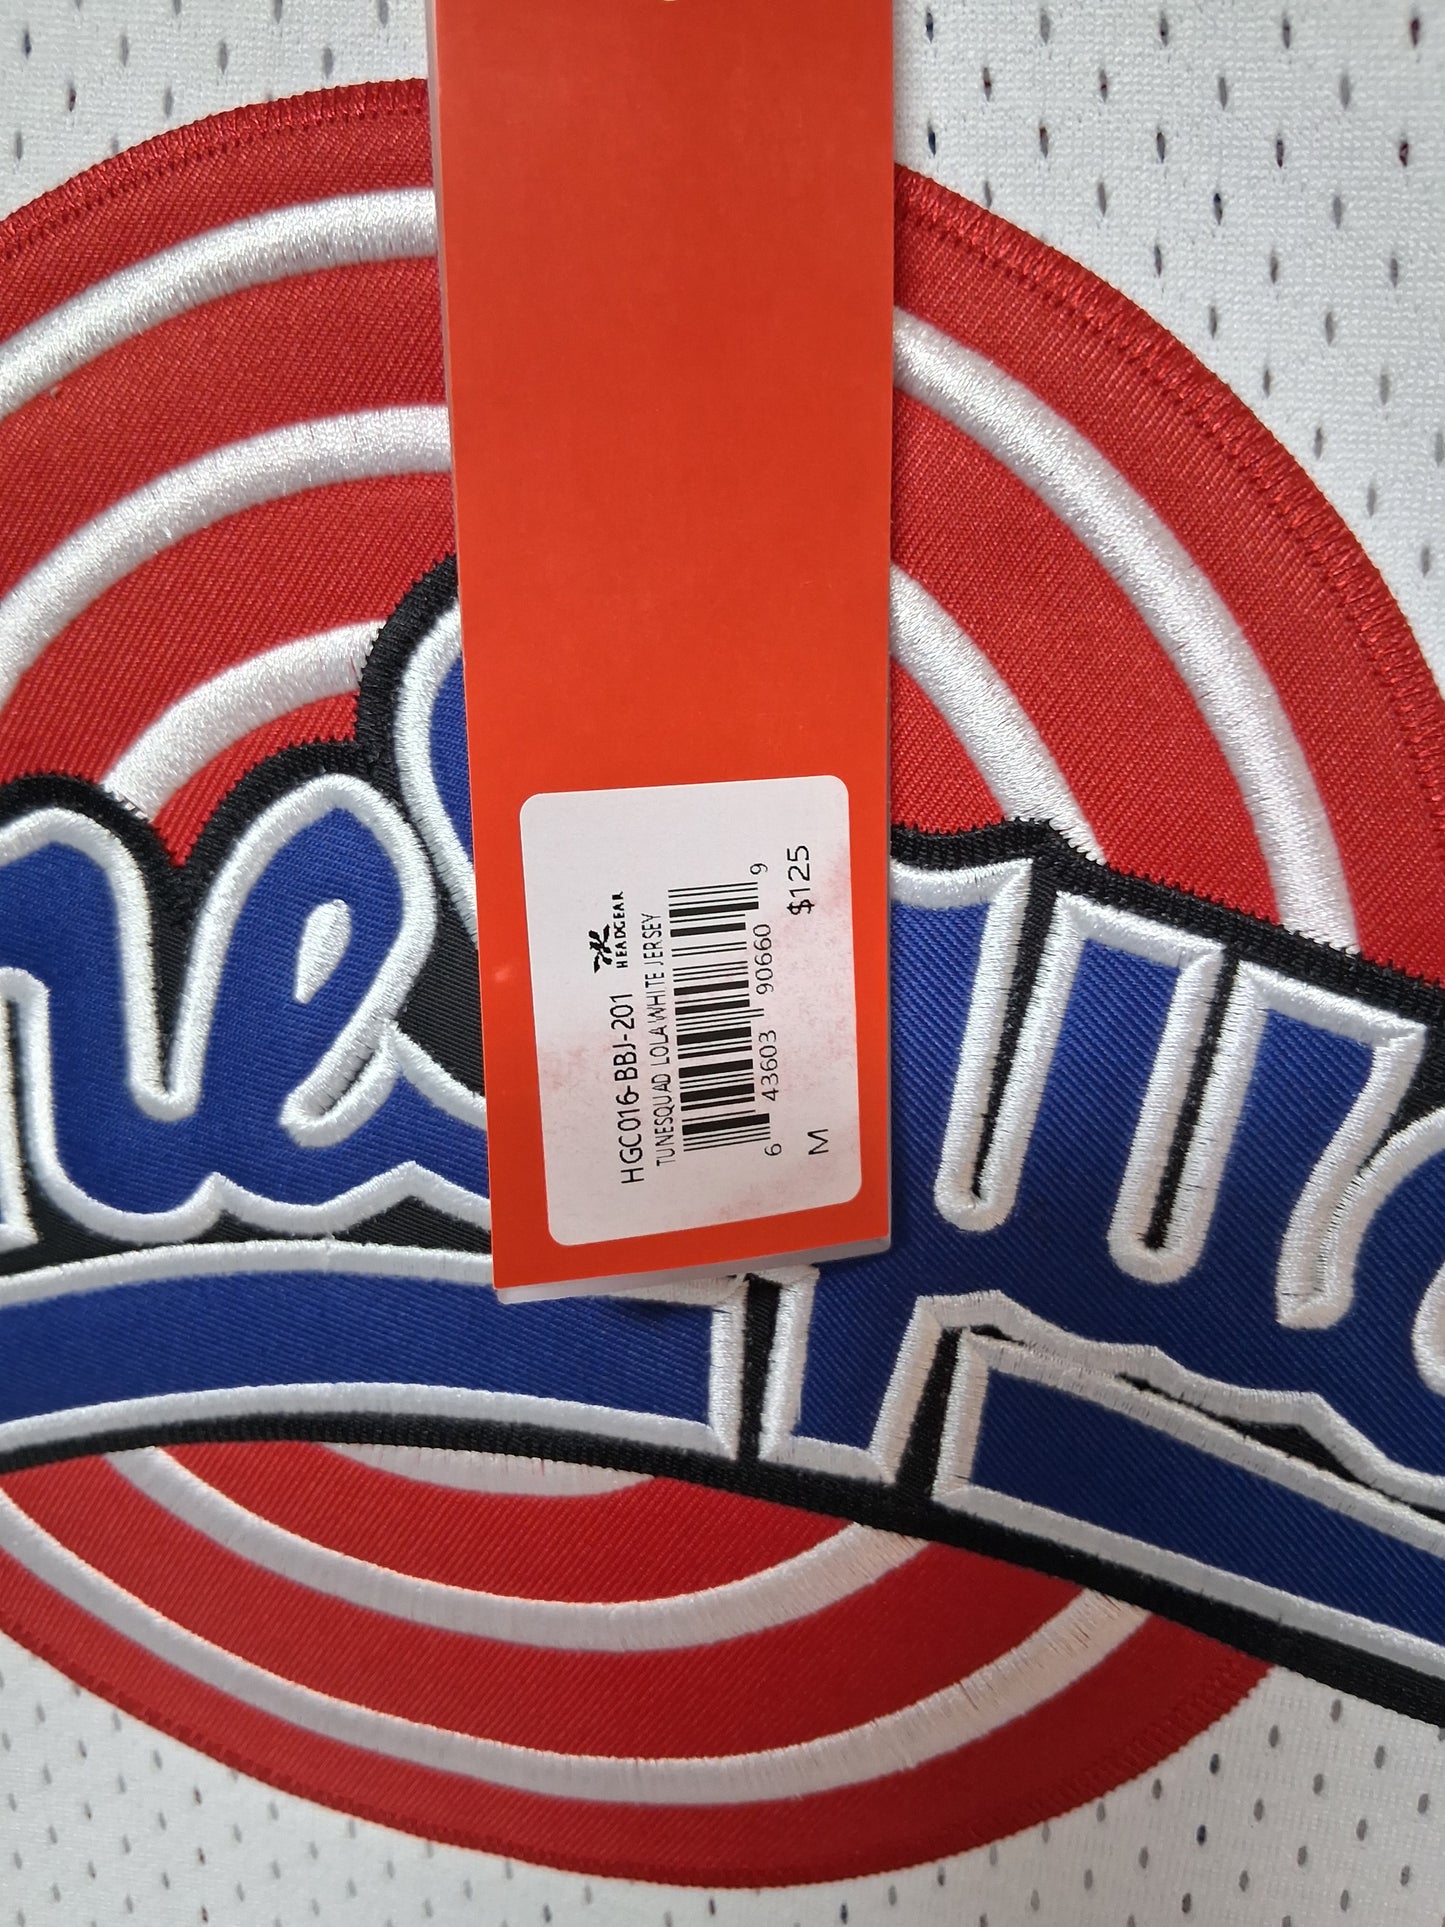 HEADGEAR
HGC016-BBJ-201
TUNESQUAD LOLA WHITE JERSEY
6 43603 90660 9
M $125